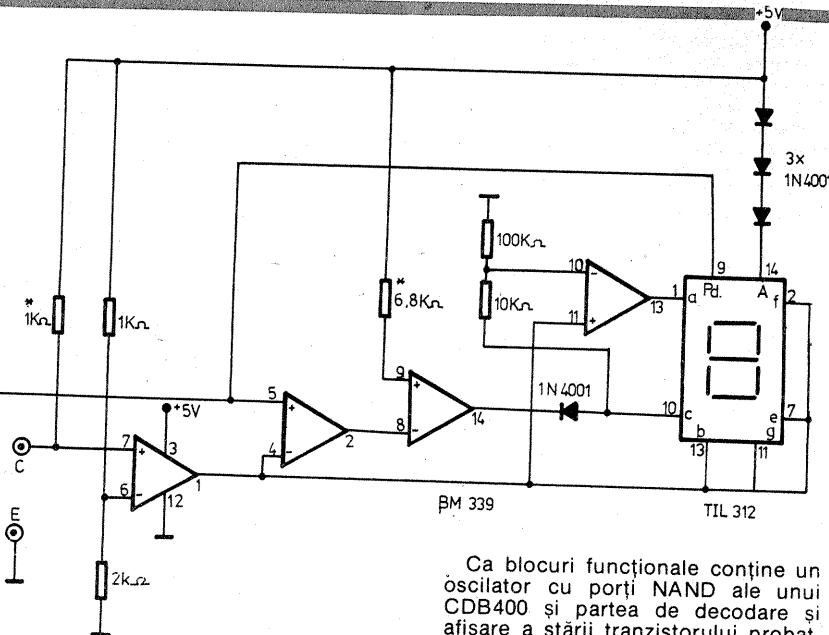 +5V
3x
1N4001
100KΩ
9
14
10
-
1
a
Pd.
A
f
2
13
*
1KΩ
1KΩ
*
6,8KΩ
10KΩ
11
+
1N4001
5
+
9
+
14
10
c
e
7
+5V
2
8
-
b
g
C
7
+
3
4
-
13
11
6
-
12
1
βM 339
TIL 312
E
2kΩ
Ca blocuri funcționale conține un
oscilator cu porți NAND ale unui
CDB400 și partea de decodare și
afișare a stării tranzistorului probat.